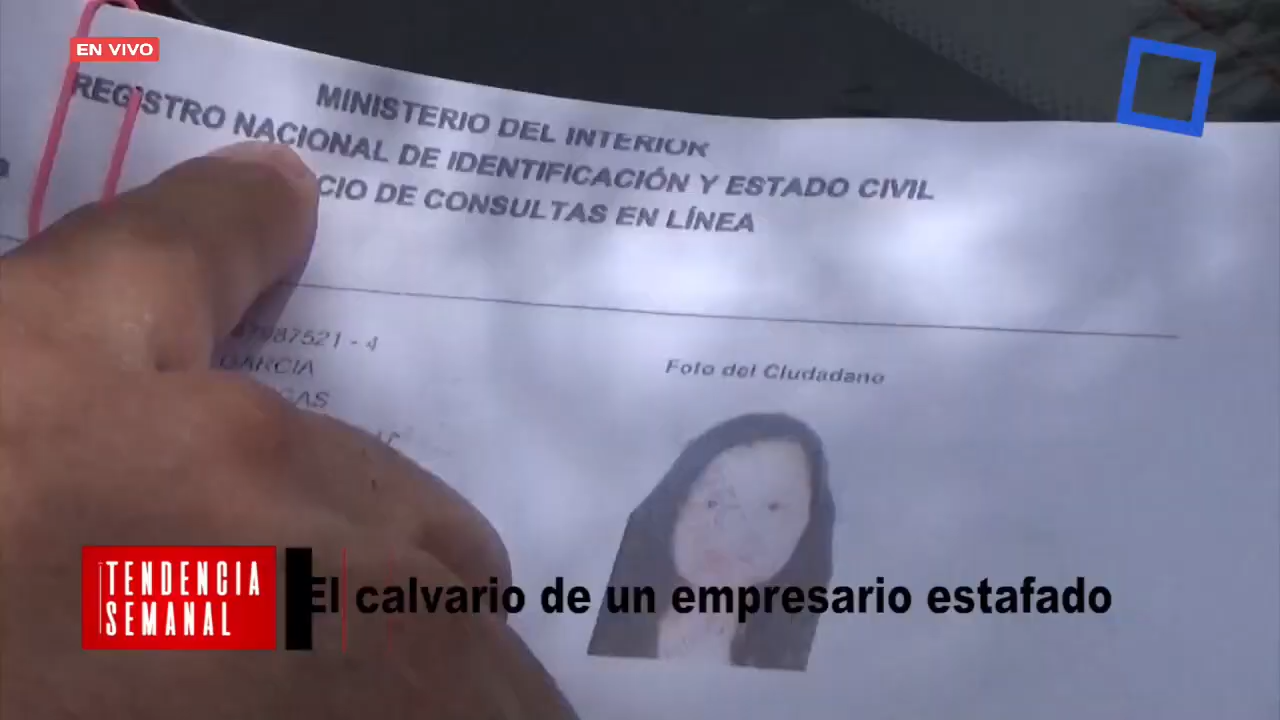 EN VIVO
MINISTERIO DEL INTERIOR
REGISTRO NACIONAL DE IDENTIFICACIÓN Y ESTADO CIVIL
CIO DE CONSULTAS EN LÍNEA
87521 - 4
GARCIA
GAS
Foto del Ciudadano
TENDENCIA
SEMANAL
El calvario de un empresario estafado